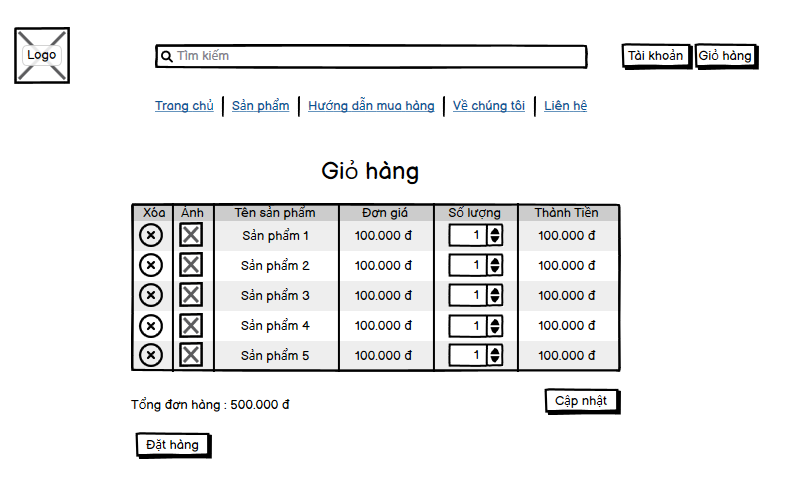 Logo
Tìm kiếm
Tài khoản Giỏ hàng
Trang chủ Sản phẩm Hướng dẫn mua hàng Về chúng tôi Liên hệ
Giỏ hàng
Xóa Ảnh Tên sản phẩm Đơn giá Số lượng Thành Tiền
Sản phẩm 1 100.000 đ 1 100.000 đ
Sản phẩm 2 100.000 đ 1 100.000 đ
Sản phẩm 3 100.000 đ 1 100.000 đ
Sản phẩm 4 100.000 đ 1 100.000 đ
Sản phẩm 5 100.000 đ 1 100.000 đ
Tổng đơn hàng : 500.000 đ
Cập nhật
Đặt hàng